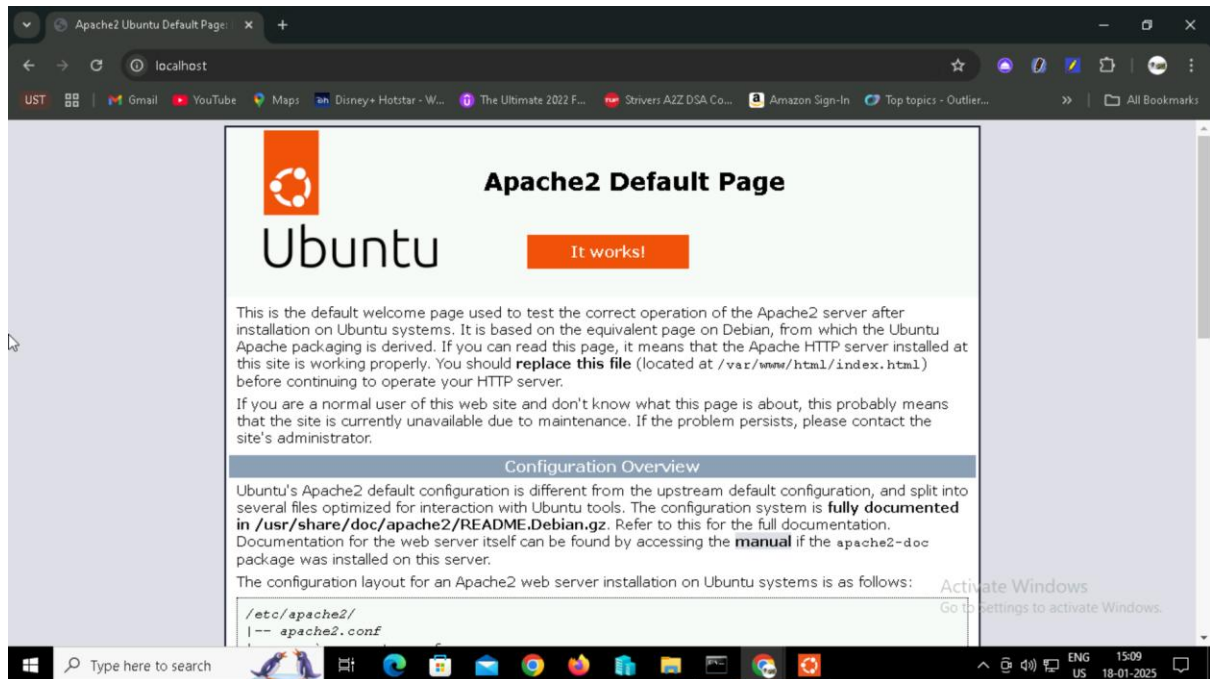 Apache2 Ubuntu Default Page:
localhost
UST
Gmail
YouTube
Maps
Disney+ Hotstar - W...
The Ultimate 2022 F...
Strivers A2Z DSA Co...
Amazon Sign-In
Top topics - Outlier...
»
All Bookmarks
Apache2 Default Page
Ubuntu
It works!
This is the default welcome page used to test the correct operation of the Apache2 server after
installation on Ubuntu systems. It is based on the equivalent page on Debian, from which the Ubuntu
Apache packaging is derived. If you can read this page, it means that the Apache HTTP server installed at
this site is working properly. You should replace this file (located at /var/www/html/index.html)
before continuing to operate your HTTP server.
If you are a normal user of this web site and don't know what this page is about, this probably means
that the site is currently unavailable due to maintenance. If the problem persists, please contact the
site's administrator.
Configuration Overview
Ubuntu's Apache2 default configuration is different from the upstream default configuration, and split into
several files optimized for interaction with Ubuntu tools. The configuration system is fully documented
in /usr/share/doc/apache2/README.Debian.gz. Refer to this for the full documentation.
Documentation for the web server itself can be found by accessing the manual if the apache2-doc
package was installed on this server.
The configuration layout for an Apache2 web server installation on Ubuntu systems is as follows:
/etc/apache2/
|-- apache2.conf
Activate Windows
Go to Settings to activate Windows.
Type here to search
ENG
US
15:09
18-01-2025